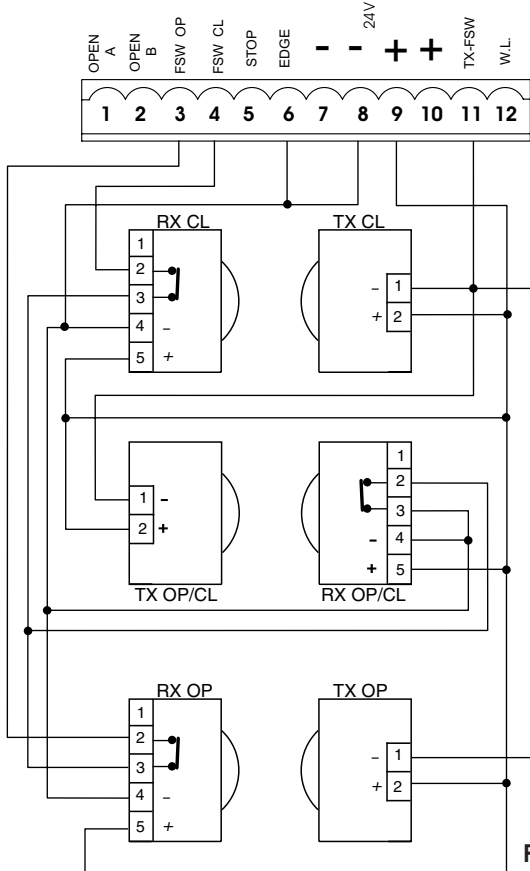 OPEN A
OPEN B
FSW OP
FSW CL
STOP
EDGE
-
-
24V
+
+
TX-FSW
W.L.
1 2 3 4 5 6 7 8 9 10 11 12
RX CL
1
2
3
4 -
5 +
TX CL
- 1
+ 2
1 -
2 +
TX OP/CL
1
2
3
- 4
+ 5
RX OP/CL
RX OP
1
2
3
4 -
5 +
TX OP
- 1
+ 2